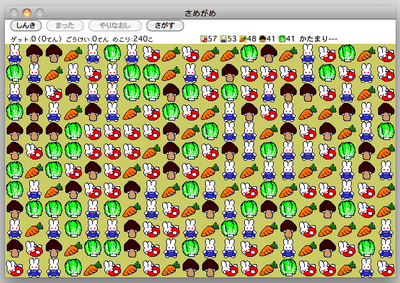 さめがめ
しんき まった やりなおし さがす
ゲット:0(0てん) ごうけい:0てん のこり:240こ 57 53 48 41 41 かたまり---